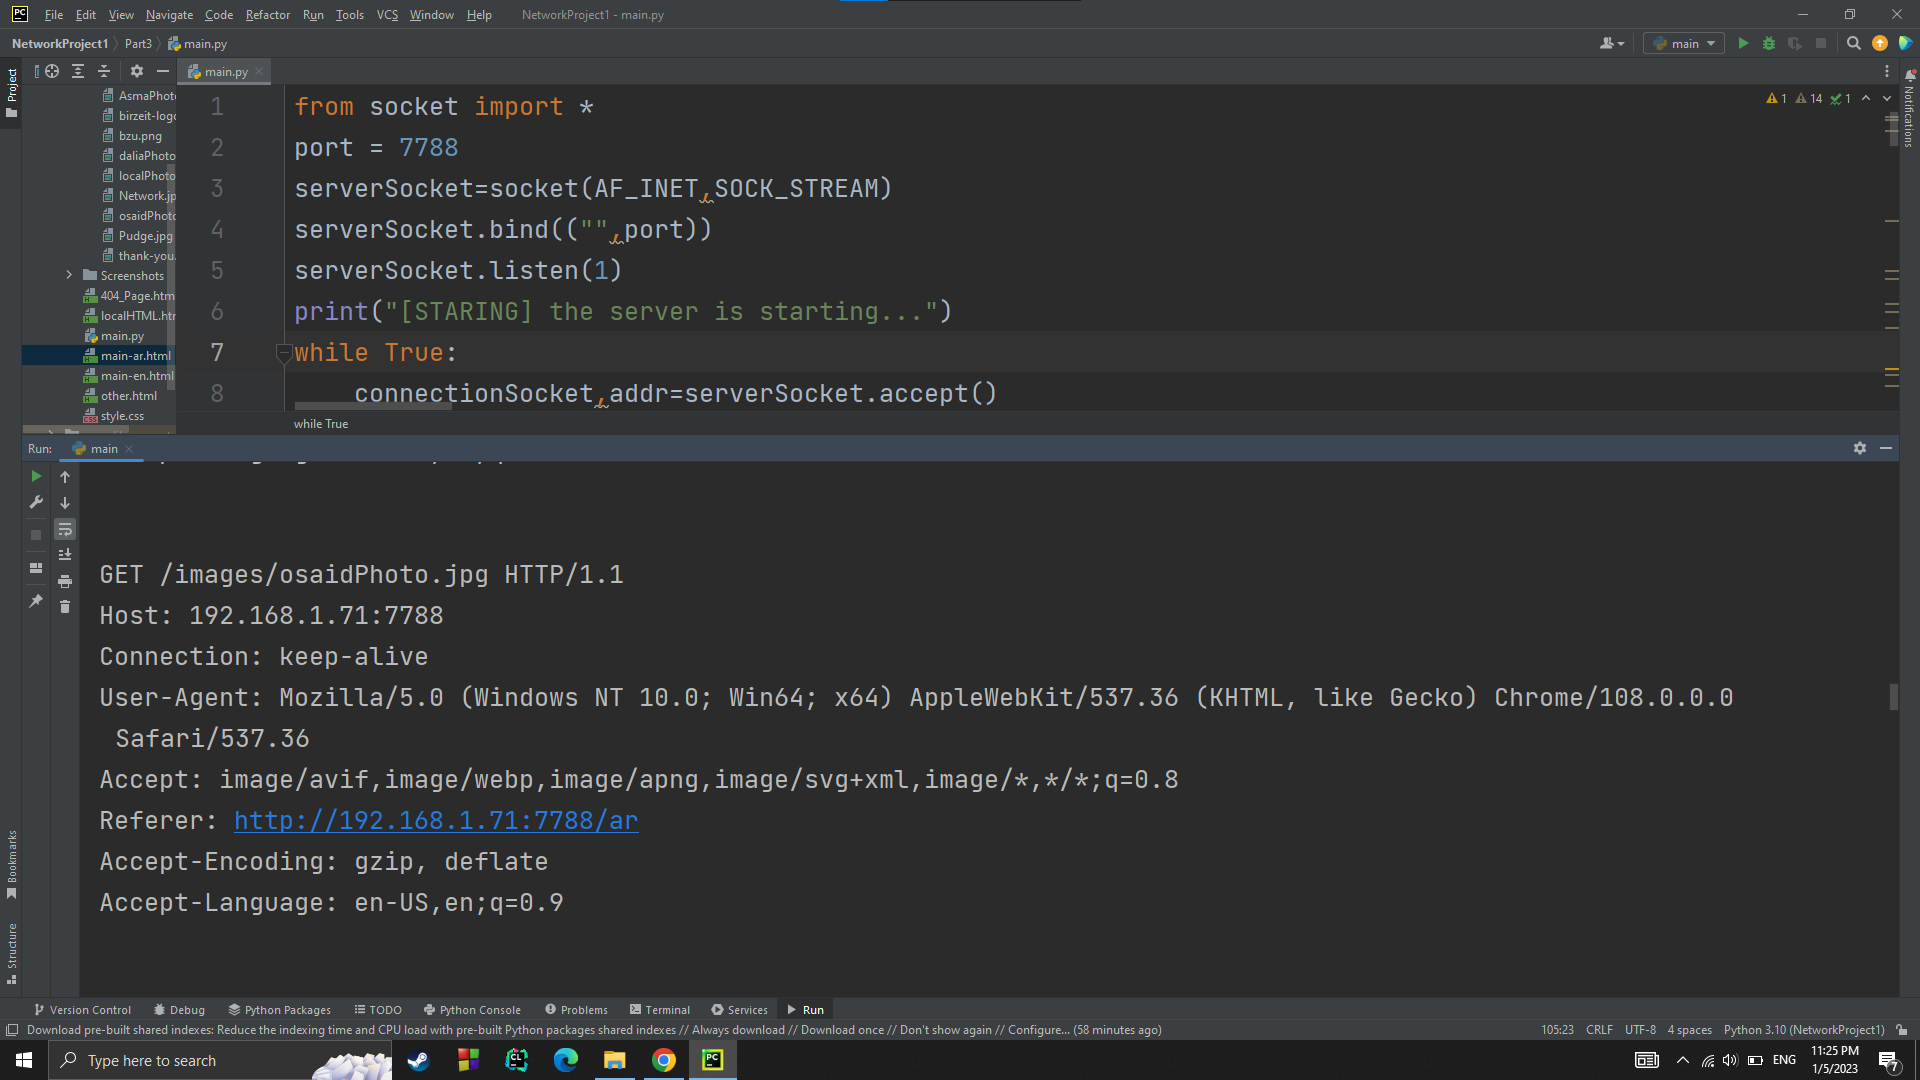 File Edit View Navigate Code Refactor Run Tools VCS Window Help NetworkProject1 - main.py
NetworkProject1 Part3 main.py
main
Project
main.py
AsmaPhoto
birzeit-logo
bzu.png
daliaPhoto
localPhoto
Network.jp
osaidPhoto
Pudge.jpg
thank-you.
Screenshots
404_Page.htm
localHTML.htm
main.py
main-ar.html
main-en.html
other.html
style.css
1 from socket import *
2 port = 7788
3 serverSocket=socket(AF_INET,SOCK_STREAM)
4 serverSocket.bind(("",port))
5 serverSocket.listen(1)
6 print("[STARING] the server is starting...")
7 while True:
8 connectionSocket,addr=serverSocket.accept()
1 14 1
Notifications
while True
Run: main
GET /images/osaidPhoto.jpg HTTP/1.1
Host: 192.168.1.71:7788
Connection: keep-alive
User-Agent: Mozilla/5.0 (Windows NT 10.0; Win64; x64) AppleWebKit/537.36 (KHTML, like Gecko) Chrome/108.0.0.0
Safari/537.36
Accept: image/avif,image/webp,image/apng,image/svg+xml,image/*,*/*;q=0.8
Referer: http://192.168.1.71:7788/ar
Accept-Encoding: gzip, deflate
Accept-Language: en-US,en;q=0.9
Bookmarks
Structure
Version Control Debug Python Packages TODO Python Console Problems Terminal Services Run
Download pre-built shared indexes: Reduce the indexing time and CPU load with pre-built Python packages shared indexes // Always download // Download once // Don't show again // Configure... (58 minutes ago) 105:23 CRLF UTF-8 4 spaces Python 3.10 (NetworkProject1)
Type here to search
ENG
11:25 PM
1/5/2023
7